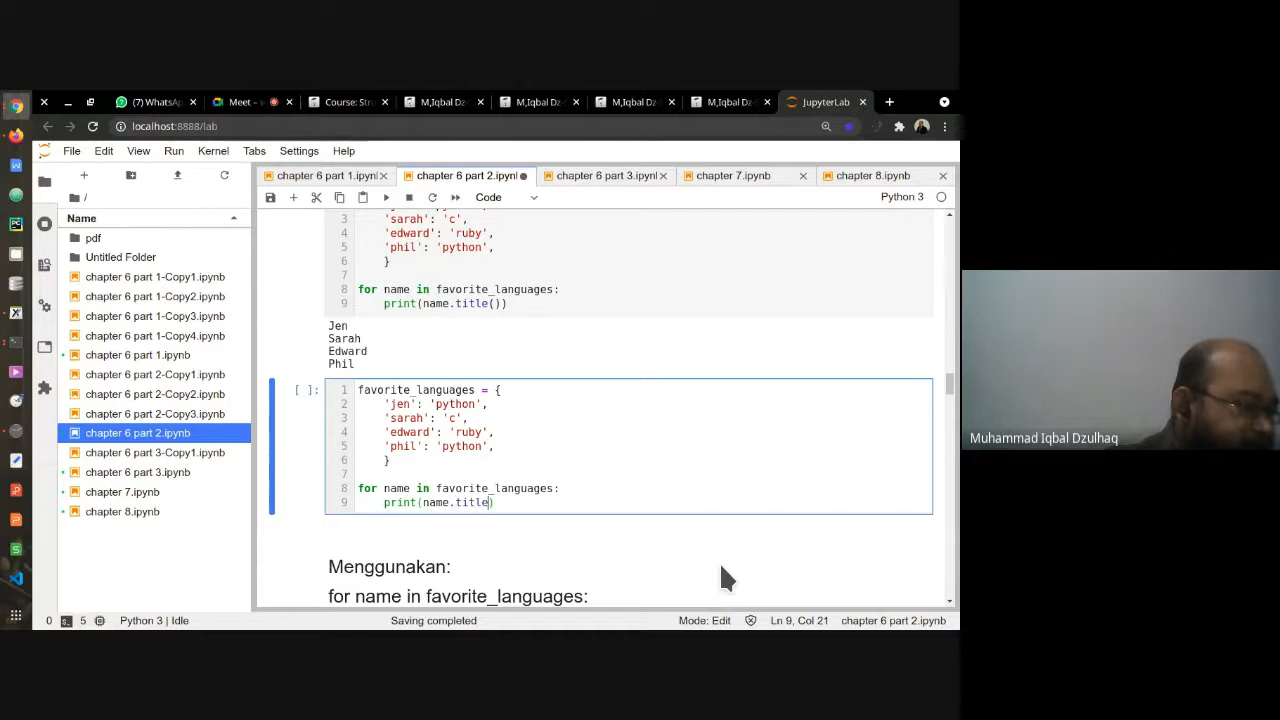 (7) WhatsAp
Meet –
Course: Str
M,Iqbal Dz
M,Iqbal Dz
M,Iqbal Dz
M,Iqbal Dz
JupyterLab
localhost:8888/lab
File Edit View Run Kernel Tabs Settings Help
chapter 6 part 1.ipynl
chapter 6 part 2.ipynl
chapter 6 part 3.ipynl
chapter 7.ipynb
chapter 8.ipynb
/
Code
Python 3
Name
pdf
Untitled Folder
chapter 6 part 1-Copy1.ipynb
chapter 6 part 1-Copy2.ipynb
chapter 6 part 1-Copy3.ipynb
chapter 6 part 1-Copy4.ipynb
chapter 6 part 1.ipynb
chapter 6 part 2-Copy1.ipynb
chapter 6 part 2-Copy2.ipynb
chapter 6 part 2-Copy3.ipynb
chapter 6 part 2.ipynb
chapter 6 part 3-Copy1.ipynb
chapter 6 part 3.ipynb
chapter 7.ipynb
chapter 8.ipynb
3 'sarah': 'c',
4 'edward': 'ruby',
5 'phil': 'python',
6 }
7
8 for name in favorite_languages:
9 print(name.title())
Jen
Sarah
Edward
Phil
[ ]:
1 favorite_languages = {
2 'jen': 'python',
3 'sarah': 'c',
4 'edward': 'ruby',
5 'phil': 'python',
6 }
7
8 for name in favorite_languages:
9 print(name.title)
Menggunakan:
for name in favorite_languages:
Muhammad Iqbal Dzulhaq
0 5 Python 3 | Idle Saving completed Mode: Edit Ln 9, Col 21 chapter 6 part 2.ipynb